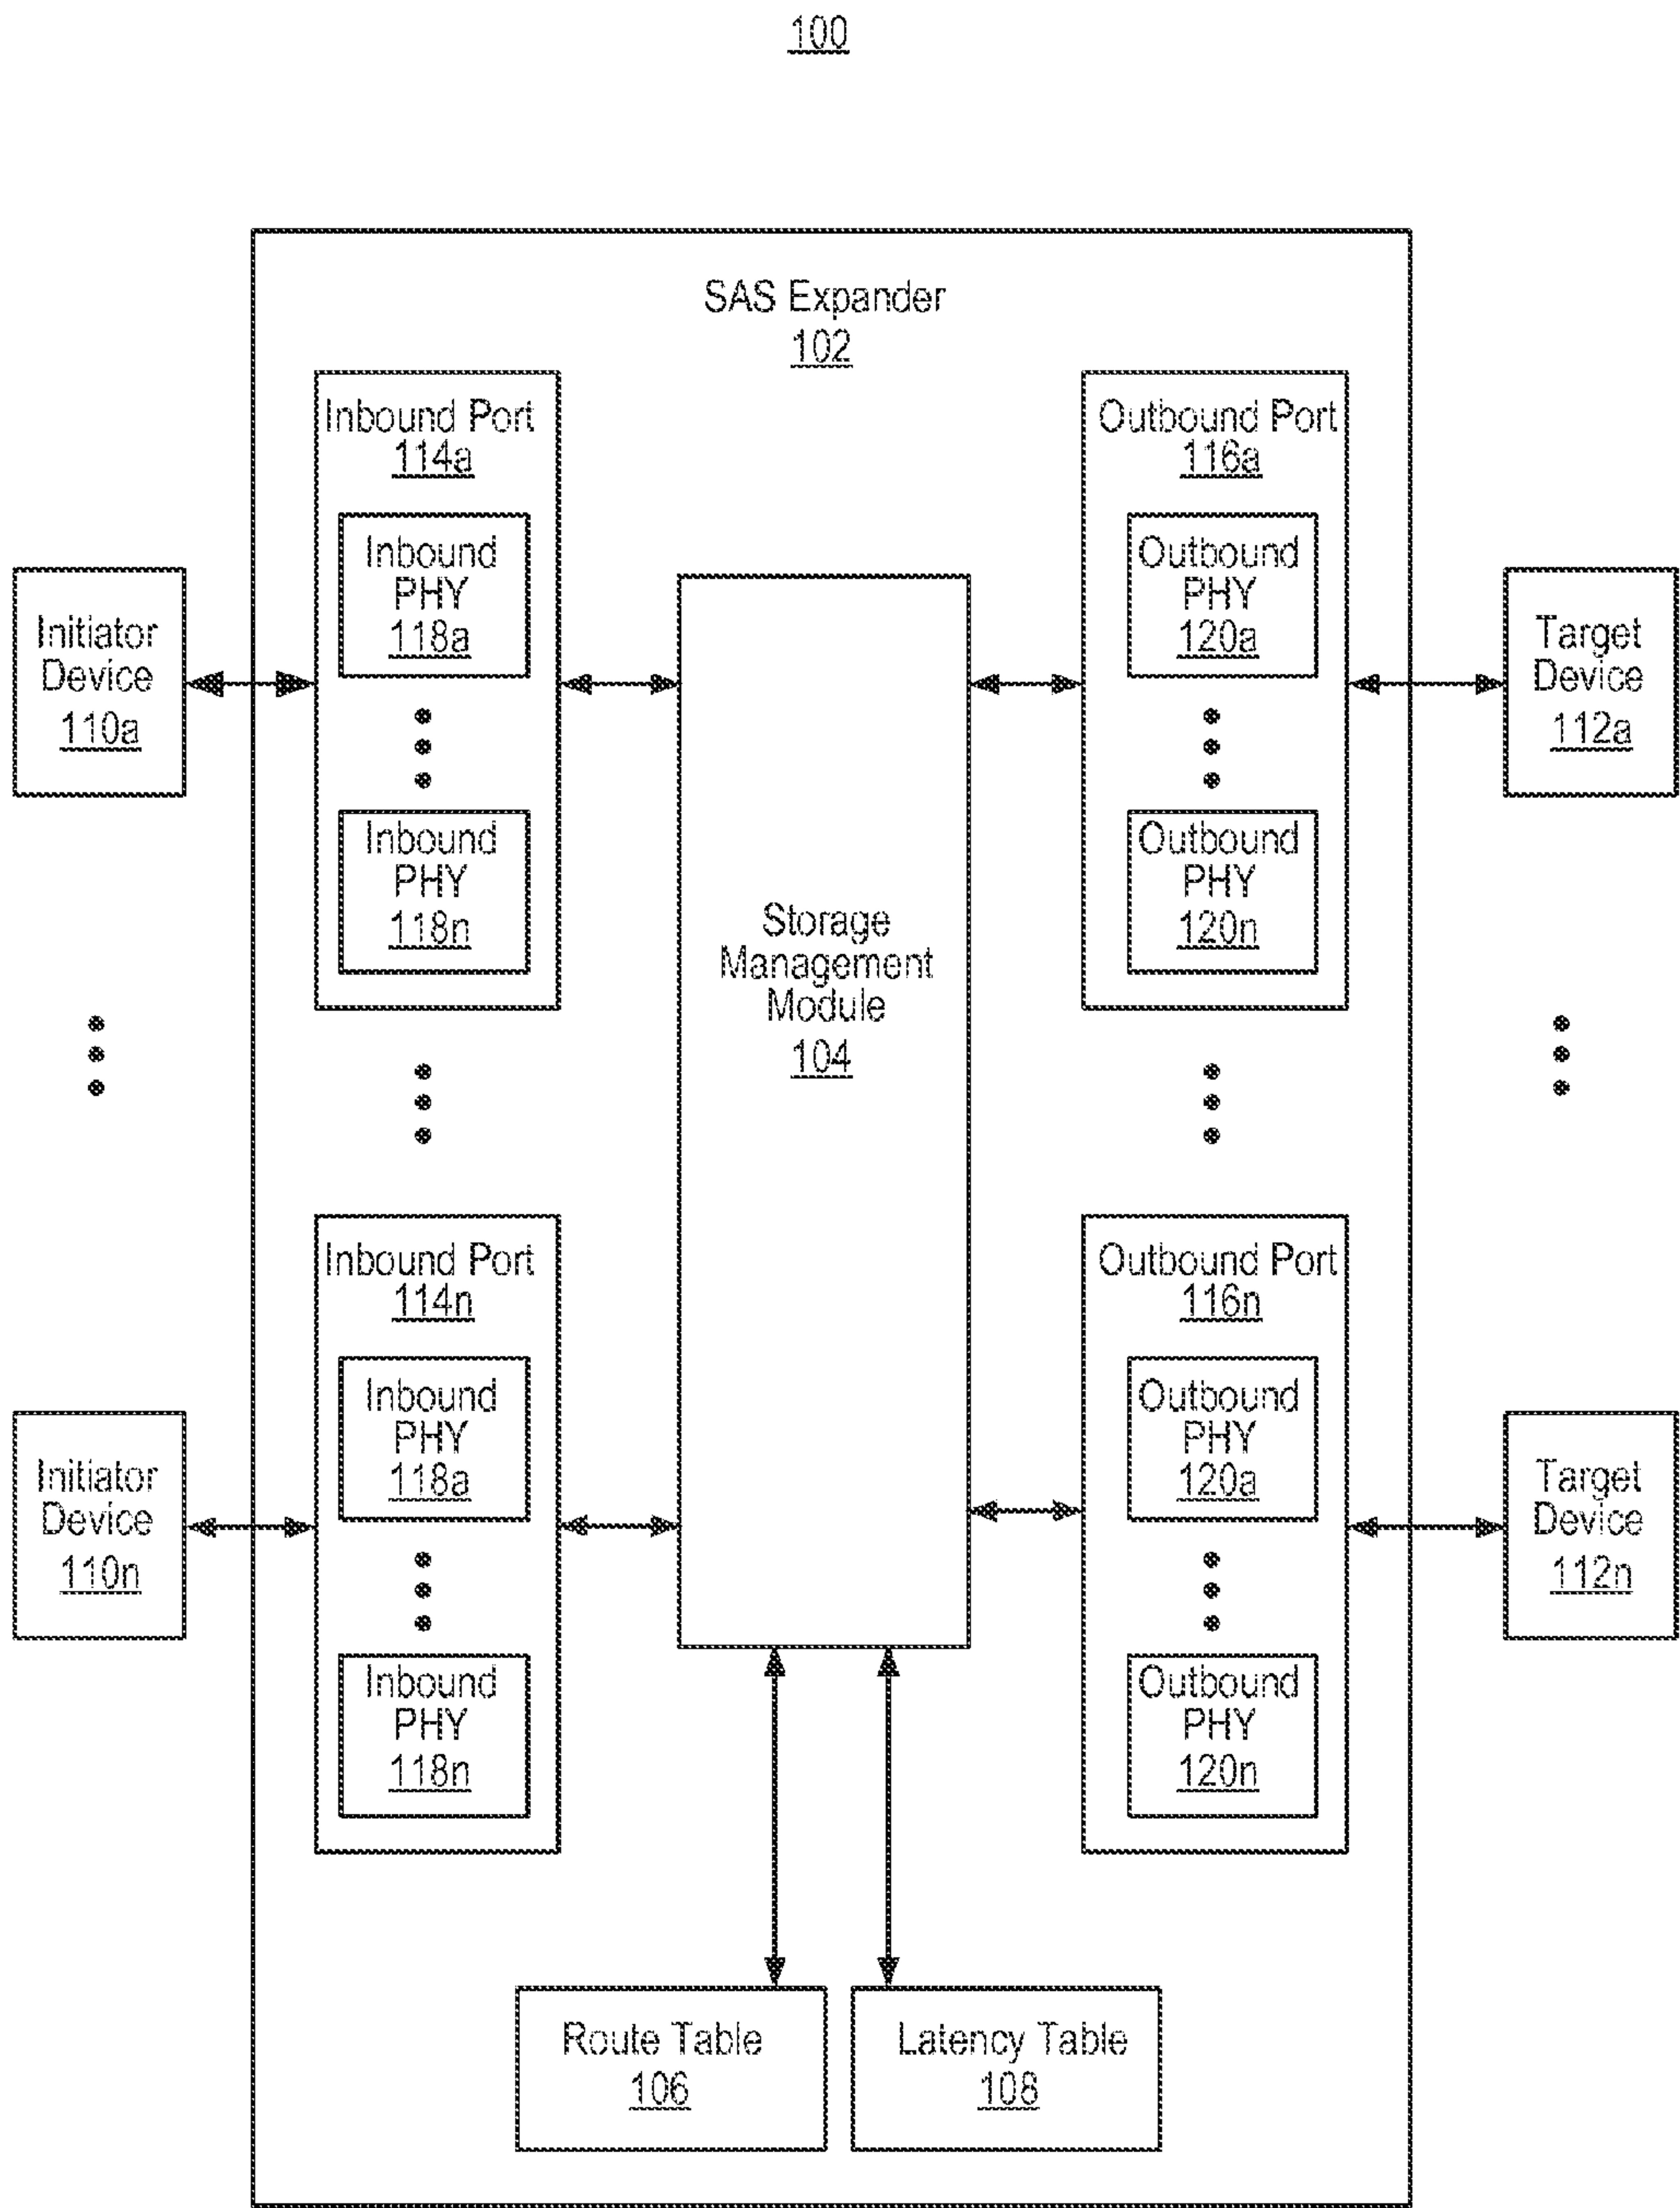 100
SAS Expander
102
Inbound Port
114a
Inbound
PHY
118a
Inbound
PHY
118n
Outbound Port
116a
Outbound
PHY
120a
Outbound
PHY
120n
Initiator
Device
110a
Target
Device
112a
Storage
Management
Module
104
Inbound Port
114n
Inbound
PHY
118a
Inbound
PHY
118n
Outbound Port
116n
Outbound
PHY
120a
Outbound
PHY
120n
Initiator
Device
110n
Target
Device
112n
Route Table
106
Latency Table
108